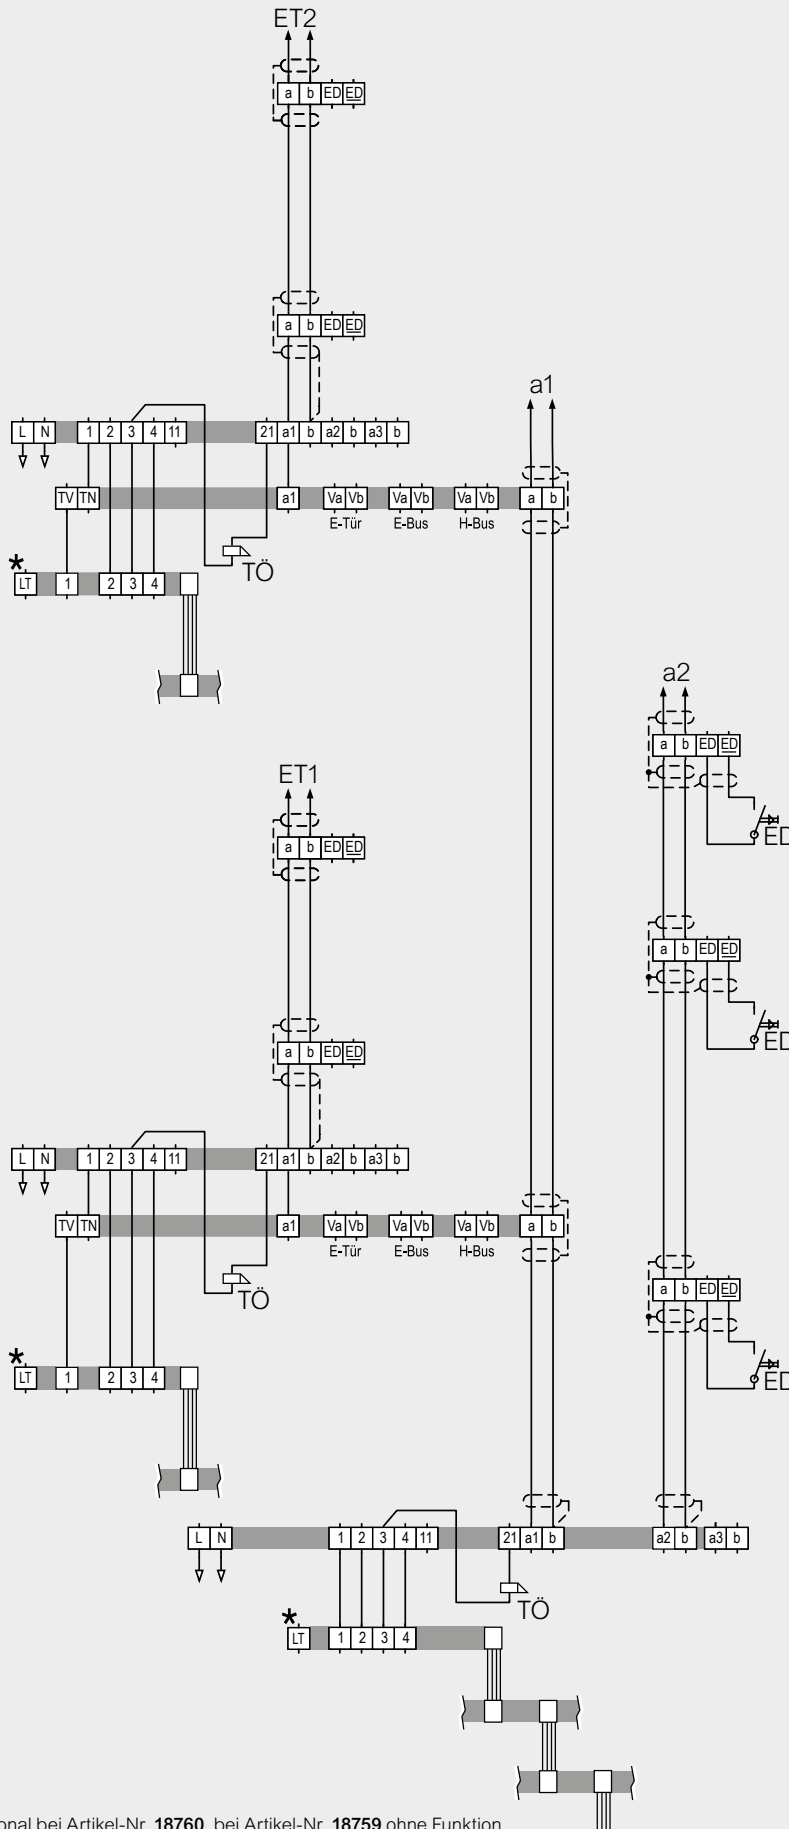 ET2
a b ED ED
a b ED ED
a1
L N 1 2 3 4 11 21 a1 b a2 b a3 b
TV TN a1 Va Vb Va Vb Va Vb a b
E-Tür E-Bus H-Bus
TÖ
*
LT 1 2 3 4
a2
a b ED ED
ET1
ED
a b ED ED
a b ED ED
ED
a b ED ED
L N 1 2 3 4 11 21 a1 b a2 b a3 b
TV TN a1 Va Vb Va Vb Va Vb a b
E-Tür E-Bus H-Bus
a b ED ED
TÖ
*
LT 1 2 3 4
ED
L N 1 2 3 4 11 21 a1 b a2 b a3 b
TÖ
*
LT 1 2 3 4
onal bei Artikel-Nr. 18760, bei Artikel-Nr. 18759 ohne Funktion